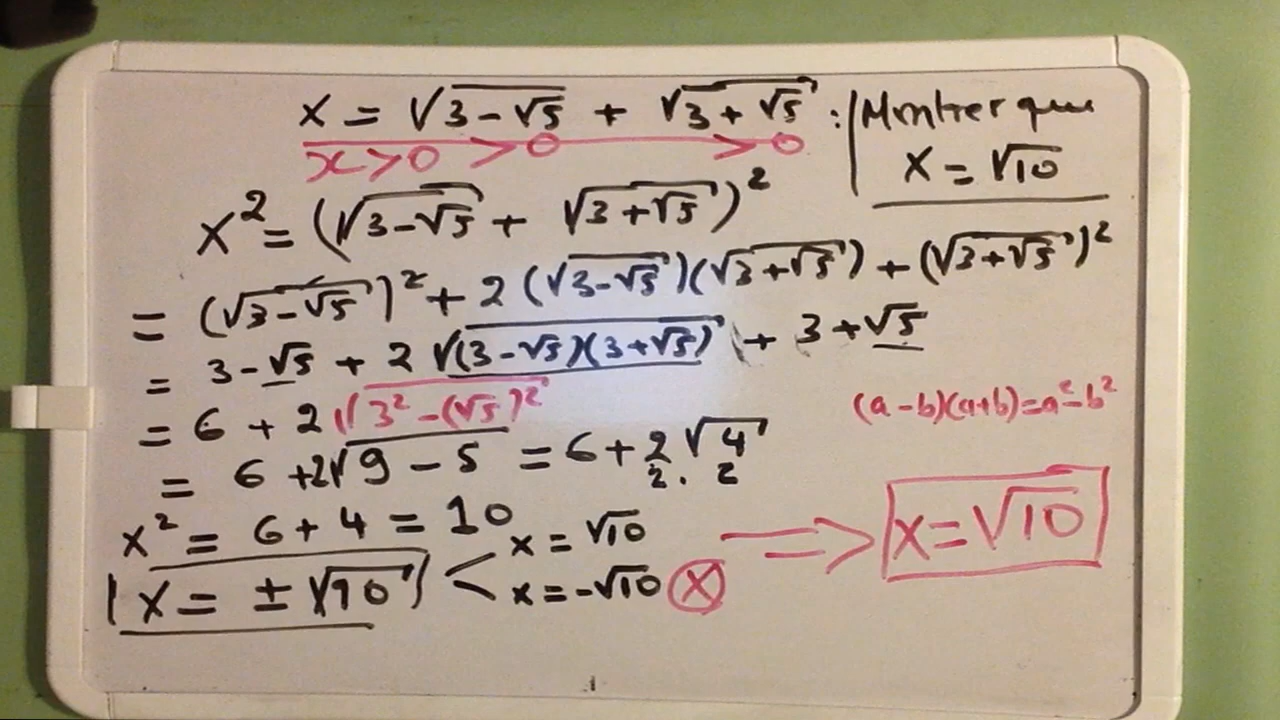 x = √(3-√5) + √(3+√5) : Montrer que
x = √10
x>0 >0 >0
x² = (√(3-√5) + √(3+√5))²
= (√(3-√5))² + 2(√(3-√5))(√(3+√5)) + (√(3+√5))²
= 3-√5 + 2√((3-√5)(3+√5)) + 3+√5
= 6 + 2√(3²-(√5)²)
(a-b)(a+b)=a²-b²
= 6 +2√(9-5) = 6+2√4
2. 2
x² = 6+4 = 10
x = √10
x = ±√10 < x = -√10 ⓧ
⟹ x=√10